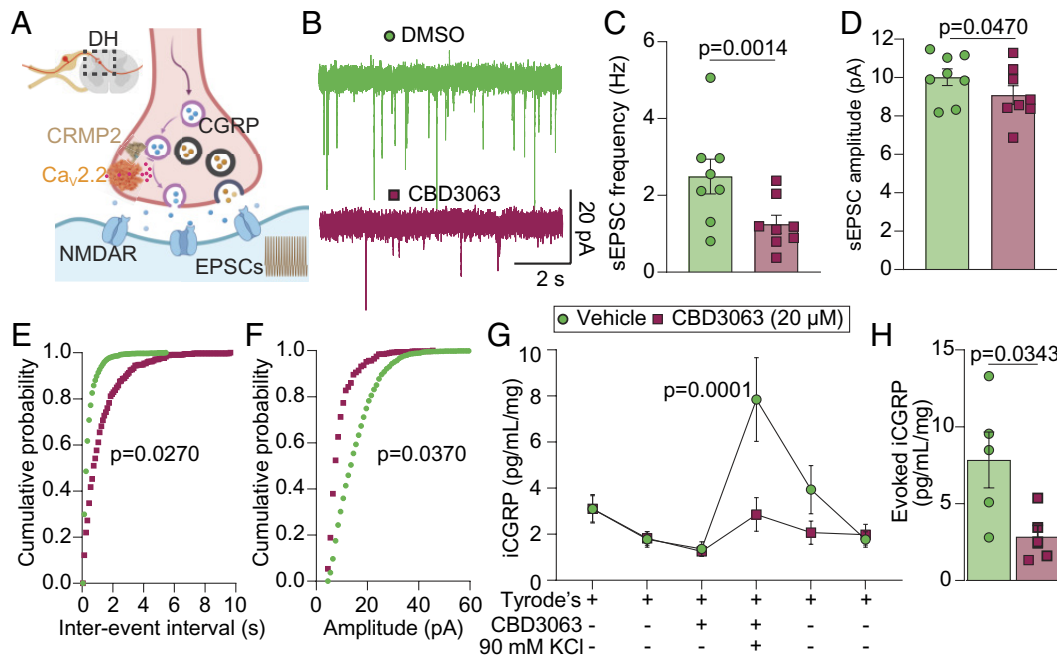 A
DH
CGRP
CRMP2
CaV2.2
NMDAR
EPSCs
B
DMSO
CBD3063
20 pA
2 s
C
p=0.0014
sEPSC frequency (Hz)
6
4
2
0
D
p=0.0470
sEPSC amplitude (pA)
12
10
8
6
4
2
0
E
Cumulative probability
1.0
0.8
0.6
0.4
0.2
0.0
p=0.0270
0 2 4 6 8 10
Inter-event interval (s)
F
Cumulative probability
1.0
0.8
0.6
0.4
0.2
0.0
p=0.0370
0 20 40 60
Amplitude (pA)
G
Vehicle CBD3063 (20 μM)
iCGRP (pg/mL/mg)
10
8
6
4
2
0
p=0.0001
Tyrode's + + + + + +
CBD3063 - - + + - -
90 mM KCl - - - + - -
H
Evoked iCGRP
(pg/mL/mg)
15
10
5
0
p=0.0343